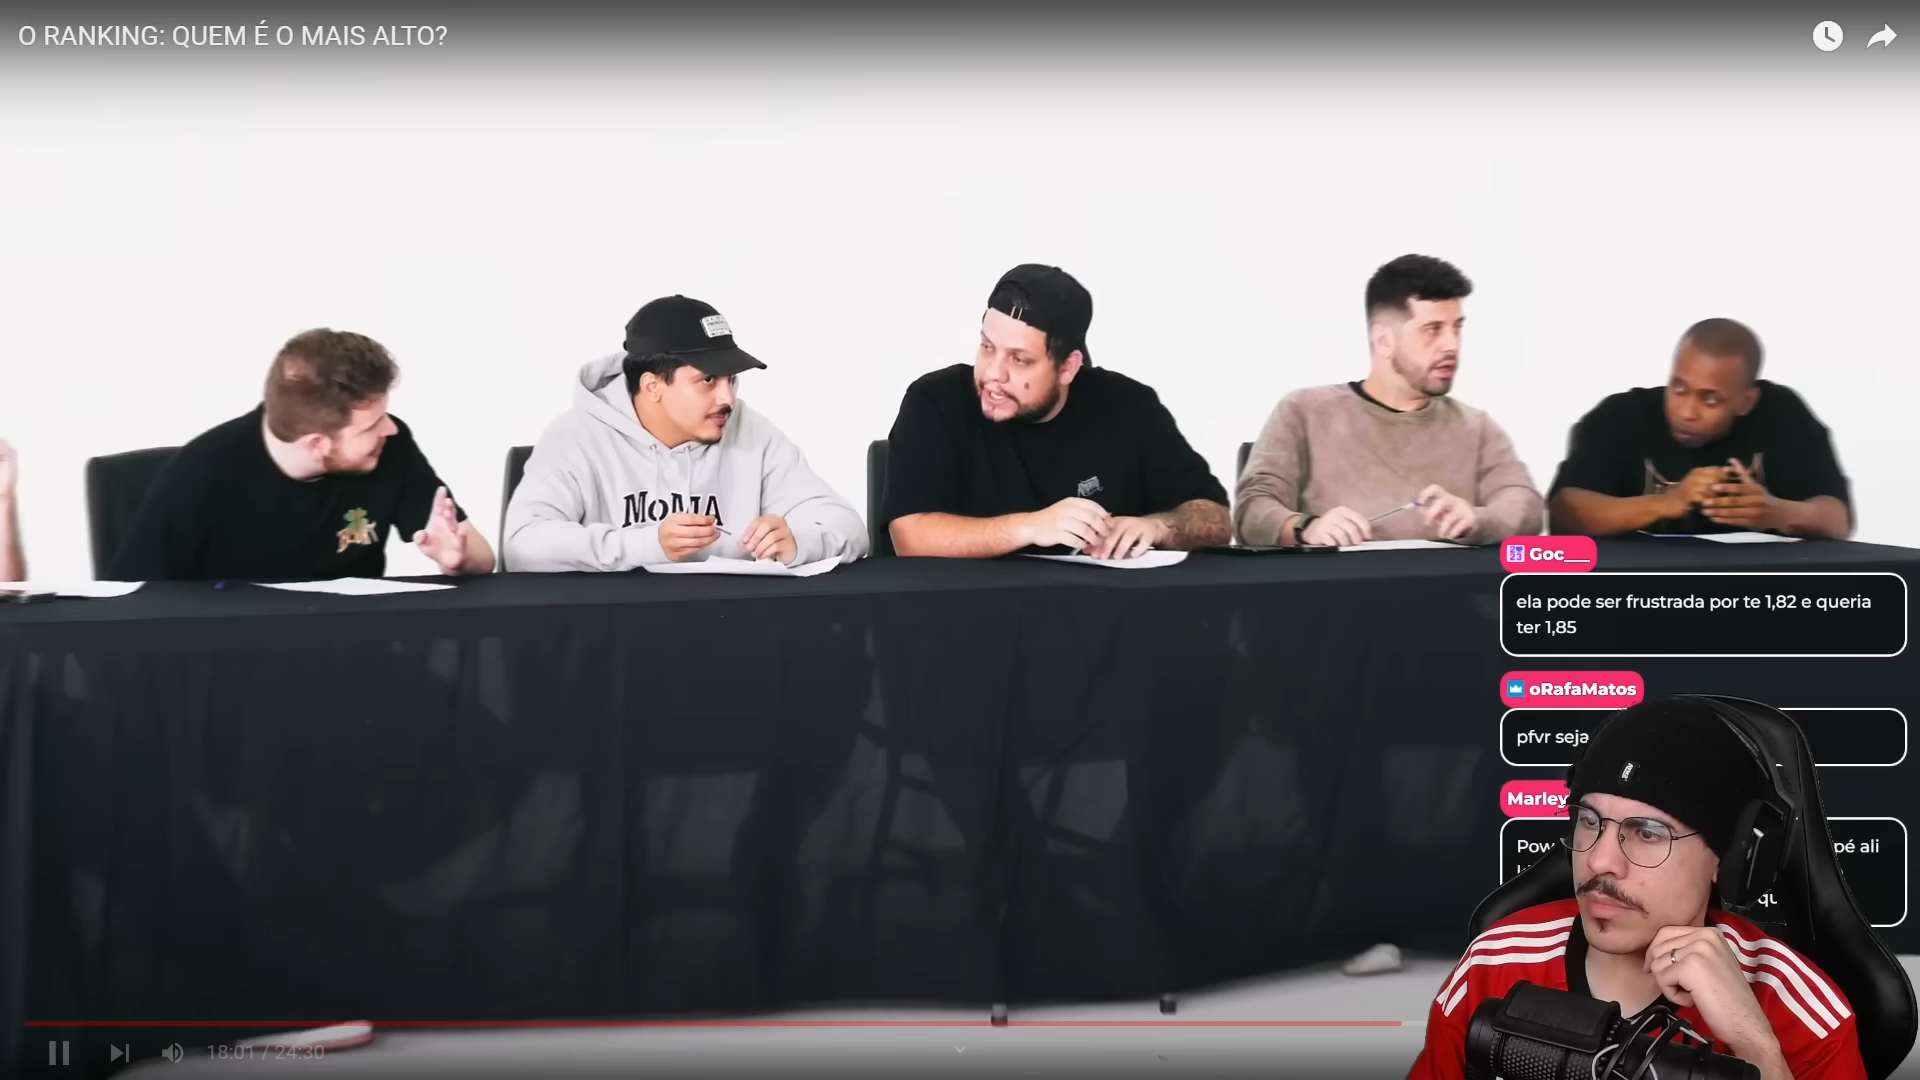 O RANKING: QUEM É O MAIS ALTO?
MoMA
Goc___
ela pode ser frustrada por te 1,82 e queria
ter 1,85
oRafaMatos
pfvr seja
Marley
Pow
pé ali
18:01 / 24:30